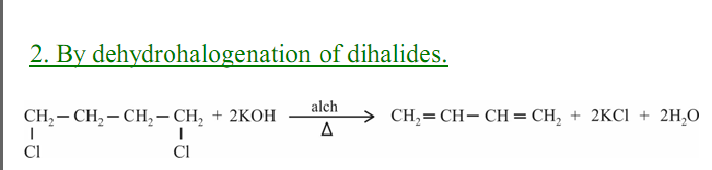 2. By dehydrohalogenation of dihalides.
alch
CH₂– CH₂ – CH₂ – CH₂ + 2KOH → CH₂= CH– CH = CH₂ + 2KCl + 2H₂O
Δ
Cl Cl